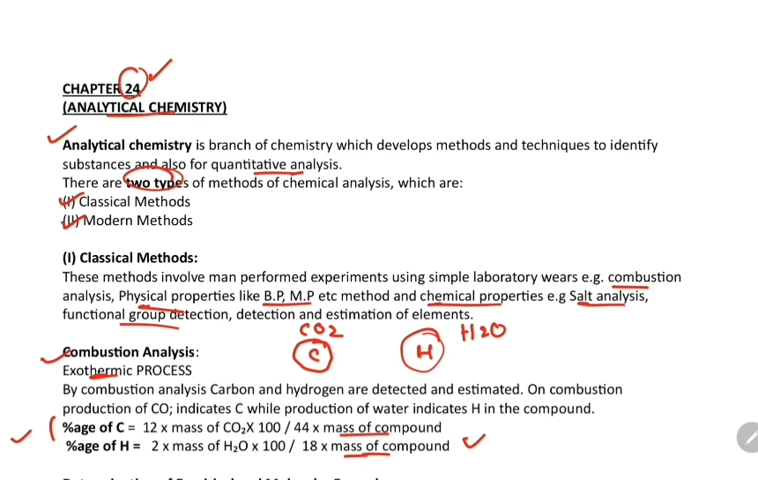 CHAPTER 24
(ANALYTICAL CHEMISTRY)
Analytical chemistry is branch of chemistry which develops methods and techniques to identify
substances and also for quantitative analysis.
There are two types of methods of chemical analysis, which are:
(I) Classical Methods
(II) Modern Methods
(I) Classical Methods:
These methods involve man performed experiments using simple laboratory wears e.g. combustion
analysis, Physical properties like B.P, M.P etc method and chemical properties e.g Salt analysis,
functional group detection, detection and estimation of elements.
CO2 H2O
C H
Combustion Analysis:
Exothermic PROCESS
By combustion analysis Carbon and hydrogen are detected and estimated. On combustion
production of CO; indicates C while production of water indicates H in the compound.
%age of C = 12 x mass of CO₂X 100 / 44 x mass of compound
%age of H = 2 x mass of H₂O x 100 / 18 x mass of compound